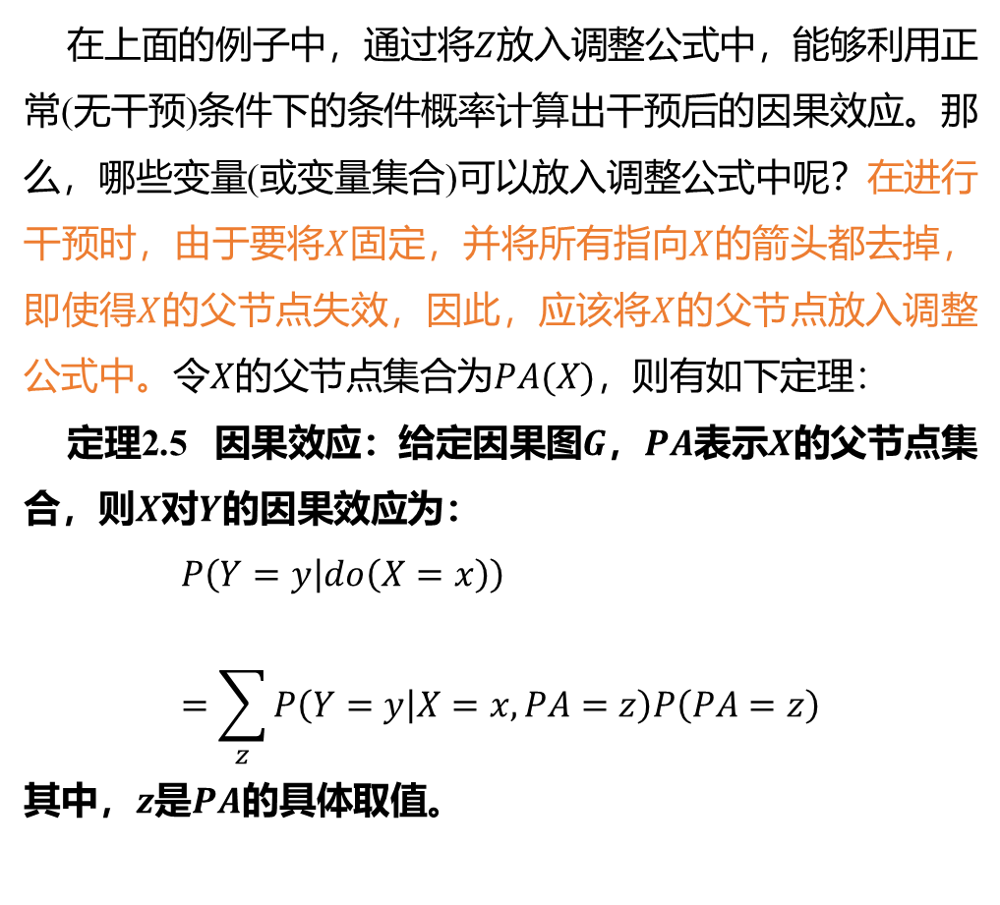 在上面的例子中，通过将Z放入调整公式中，能够利用正
常(无干预)条件下的条件概率计算出干预后的因果效应。那
么，哪些变量(或变量集合)可以放入调整公式中呢？在进行
干预时，由于要将X固定，并将所有指向X的箭头都去掉，
即使得X的父节点失效，因此，应该将X的父节点放入调整
公式中。令X的父节点集合为PA(X)，则有如下定理：
定理2.5 因果效应：给定因果图G，PA表示X的父节点集
合，则X对Y的因果效应为：
P(Y = y|do(X = x))
= ∑_z P(Y = y|X = x, PA = z)P(PA = z)
其中，z是PA的具体取值。